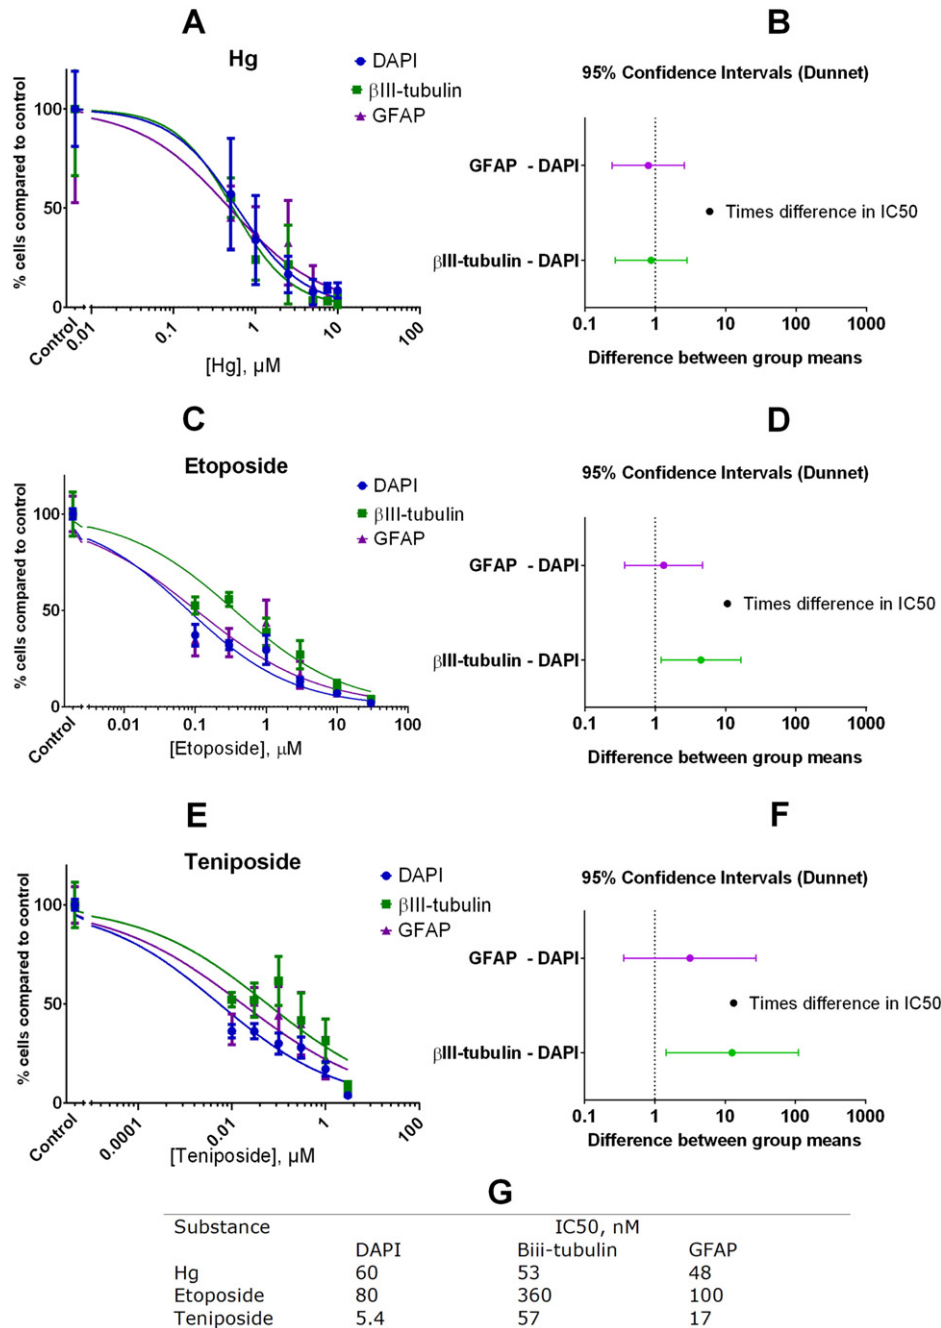 A
Hg
DAPI
βIII-tubulin
GFAP
% cells compared to control
100
50
0
Control
0.01
0.1
1
10
100
[Hg], µM
B
95% Confidence Intervals (Dunnet)
GFAP - DAPI
Times difference in IC50
βIII-tubulin - DAPI
0.1
1
10
100
1000
Difference between group means
C
Etoposide
DAPI
βIII-tubulin
GFAP
% cells compared to control
100
50
0
Control
0.01
0.1
1
10
100
[Etoposide], µM
D
95% Confidence Intervals (Dunnet)
GFAP - DAPI
Times difference in IC50
βIII-tubulin - DAPI
0.1
1
10
100
1000
Difference between group means
E
Teniposide
DAPI
βIII-tubulin
GFAP
% cells compared to control
100
50
0
Control
0.0001
0.01
1
100
[Teniposide], µM
F
95% Confidence Intervals (Dunnet)
GFAP - DAPI
Times difference in IC50
βIII-tubulin - DAPI
0.1
1
10
100
1000
Difference between group means
G
Substance IC50, nM
DAPI Biii-tubulin GFAP
Hg 60 53 48
Etoposide 80 360 100
Teniposide 5.4 57 17